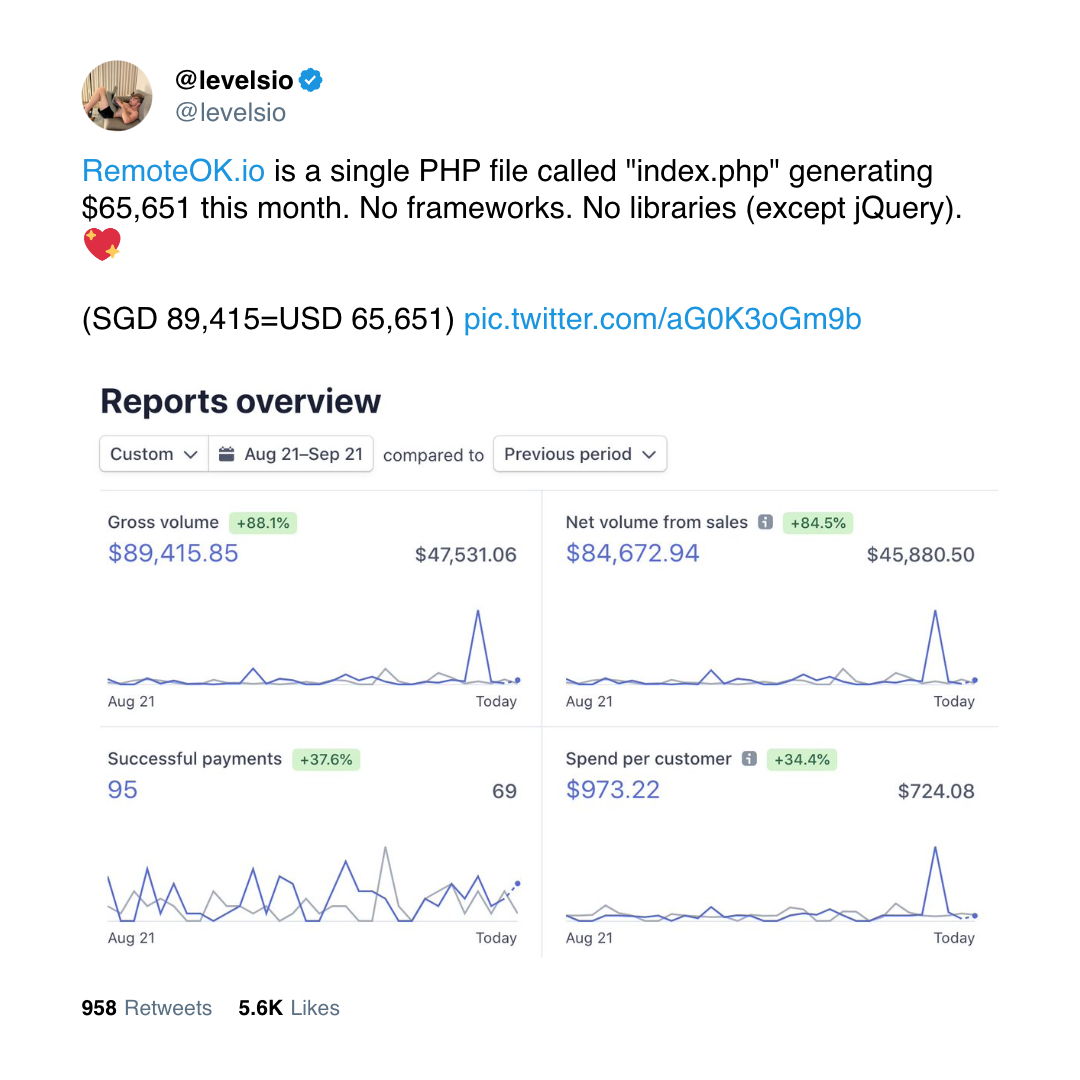 @levelsio
@levelsio
RemoteOK.io is a single PHP file called "index.php" generating
$65,651 this month. No frameworks. No libraries (except jQuery).
💖
(SGD 89,415=USD 65,651) pic.twitter.com/aG0K3oGm9b
Reports overview
Custom Aug 21–Sep 21 compared to Previous period
Gross volume +88.1%
$89,415.85 $47,531.06
Aug 21 Today
Net volume from sales +84.5%
$84,672.94 $45,880.50
Aug 21 Today
Successful payments +37.6%
95 69
Aug 21 Today
Spend per customer +34.4%
$973.22 $724.08
Aug 21 Today
958 Retweets 5.6K Likes